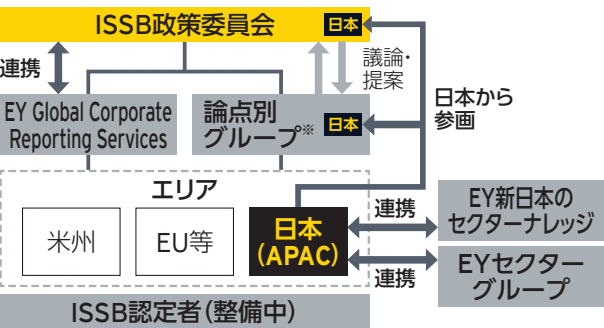 ISSB政策委員会
日本
連携
議論・
提案
EY Global Corporate
Reporting Services
論点別
グループ※
日本
日本から
参画
エリア
米州
EU等
日本
(APAC)
連携
連携
EY新日本の
セクターナレッジ
EYセクター
グループ
ISSB認定者(整備中)